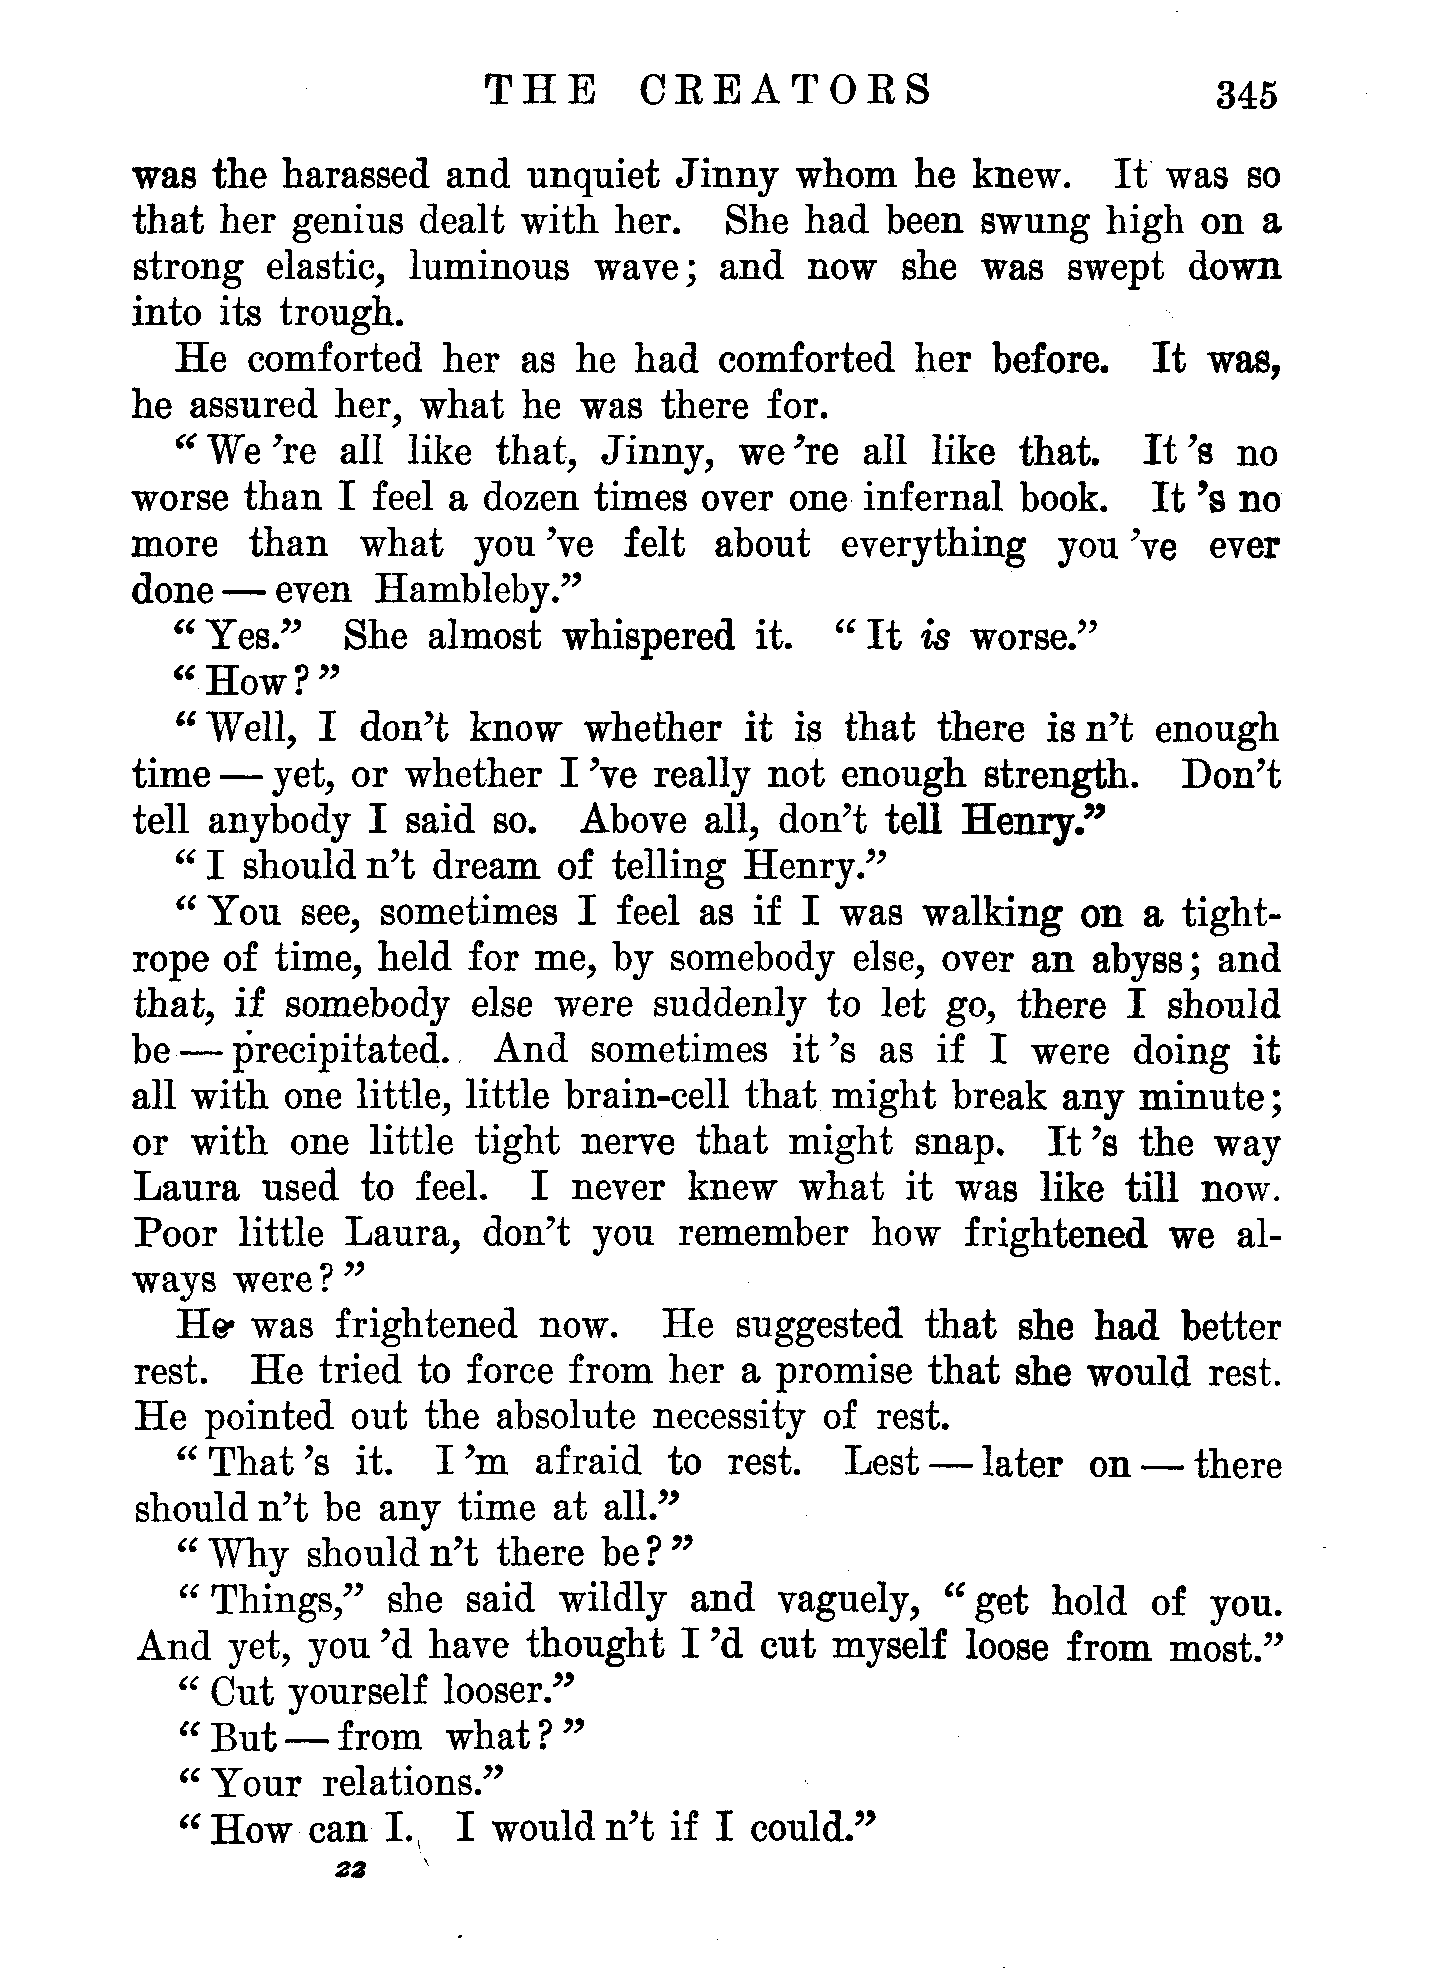 THE CREATORS 345
was the harassed and unquiet Jinny whom he knew. It was so
that her genius dealt with her. She had been swung high on a
strong elastic, luminous wave; and now she was swept down
into its trough.
He comforted her as he had comforted her before. It was,
he assured her, what he was there for.
“We 're all like that, Jinny, we 're all like that. It 's no
worse than I feel a dozen times over one infernal book. It 's no
more than what you 've felt about everything you 've ever
done — even Hambleby.”
“Yes.” She almost whispered it. “It is worse.”
“How?”
“Well, I don't know whether it is that there is n't enough
time — yet, or whether I 've really not enough strength. Don't
tell anybody I said so. Above all, don't tell Henry.”
“I should n't dream of telling Henry.”
“You see, sometimes I feel as if I was walking on a tight-
rope of time, held for me, by somebody else, over an abyss; and
that, if somebody else were suddenly to let go, there I should
be — precipitated. And sometimes it 's as if I were doing it
all with one little, little brain-cell that might break any minute;
or with one little tight nerve that might snap. It 's the way
Laura used to feel. I never knew what it was like till now.
Poor little Laura, don't you remember how frightened we al-
ways were?”
He was frightened now. He suggested that she had better
rest. He tried to force from her a promise that she would rest.
He pointed out the absolute necessity of rest.
“That 's it. I 'm afraid to rest. Lest — later on — there
should n't be any time at all.”
“Why should n't there be?”
“Things,” she said wildly and vaguely, “get hold of you.
And yet, you 'd have thought I 'd cut myself loose from most.”
“Cut yourself looser.”
“But — from what?”
“Your relations.”
“How can I. I would n't if I could.”
22